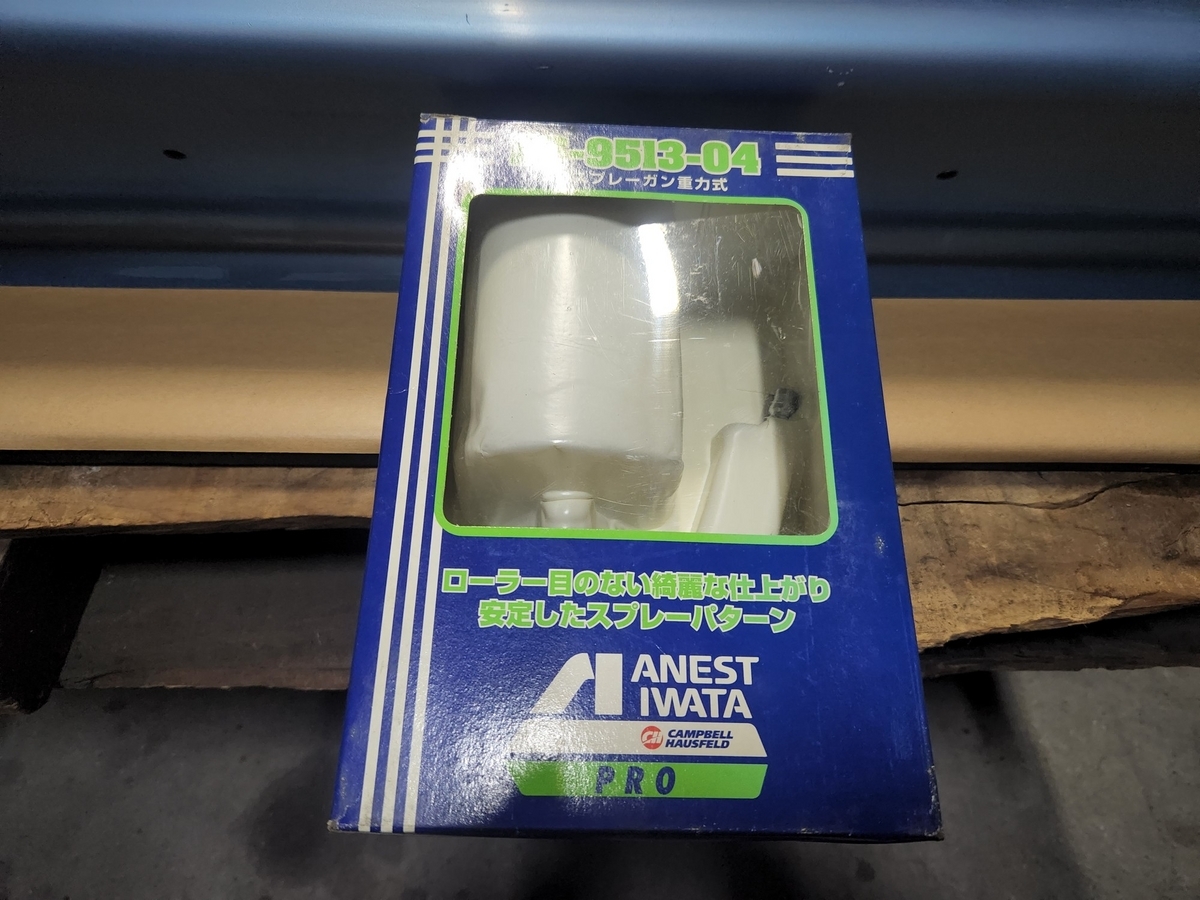 -9513-04
プレーガン重力式
ローラー目のない綺麗な仕上がり
安定したスプレーパターン
ANEST
IWATA
CAMPBELL
HAUSFELD
PRO